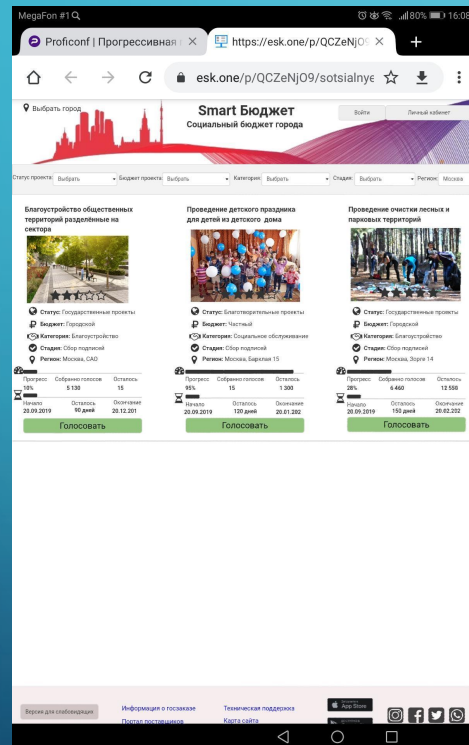 MegaFon #1 80% 16:08
Proficonf | Прогрессивная https://esk.one/p/QCZeNjO9
esk.one/p/QCZeNjO9/sotsialnye
Выбрать город
Smart Бюджет
Социальный бюджет города
Войти
Личный кабинет
Статус проекта: Выбрать Бюджет проекта: Выбрать Категория: Выбрать Стадия: Выбрать Регион: Москва
Благоустройство общественных
территорий разделённые на
сектора
Статус: Государственные проекты
Бюджет: Городской
Категория: Благоустройство
Стадия: Сбор подписей
Регион: Москва, САО
Прогресс Собранно голосов Осталось
10% 5 130 15
Начало Осталось Окончание
20.09.2019 90 дней 20.12.201
Голосовать
Проведение детского праздника
для детей из детского дома
Статус: Благотворительные проекты
Бюджет: Частный
Категория: Социальное обслуживание
Стадия: Сбор подписей
Регион: Москва, Барклая 15
Прогресс Собранно голосов Осталось
95% 15 1 300
Начало Осталось Окончание
20.09.2019 120 дней 20.01.202
Голосовать
Проведение очистки лесных и
парковых территорий
Статус: Государственные проекты
Бюджет: Городской
Категория: Благоустройство
Стадия: Сбор подписей
Регион: Москва, Зорге 14
Прогресс Собранно голосов Осталось
28% 6 460 12 550
Начало Осталось Окончание
20.09.2019 150 дней 20.02.202
Голосовать
Версия для слабовидящих
Информация о госзаказе
Портал поставщиков
Техническая поддержка
Карта сайта
App Store